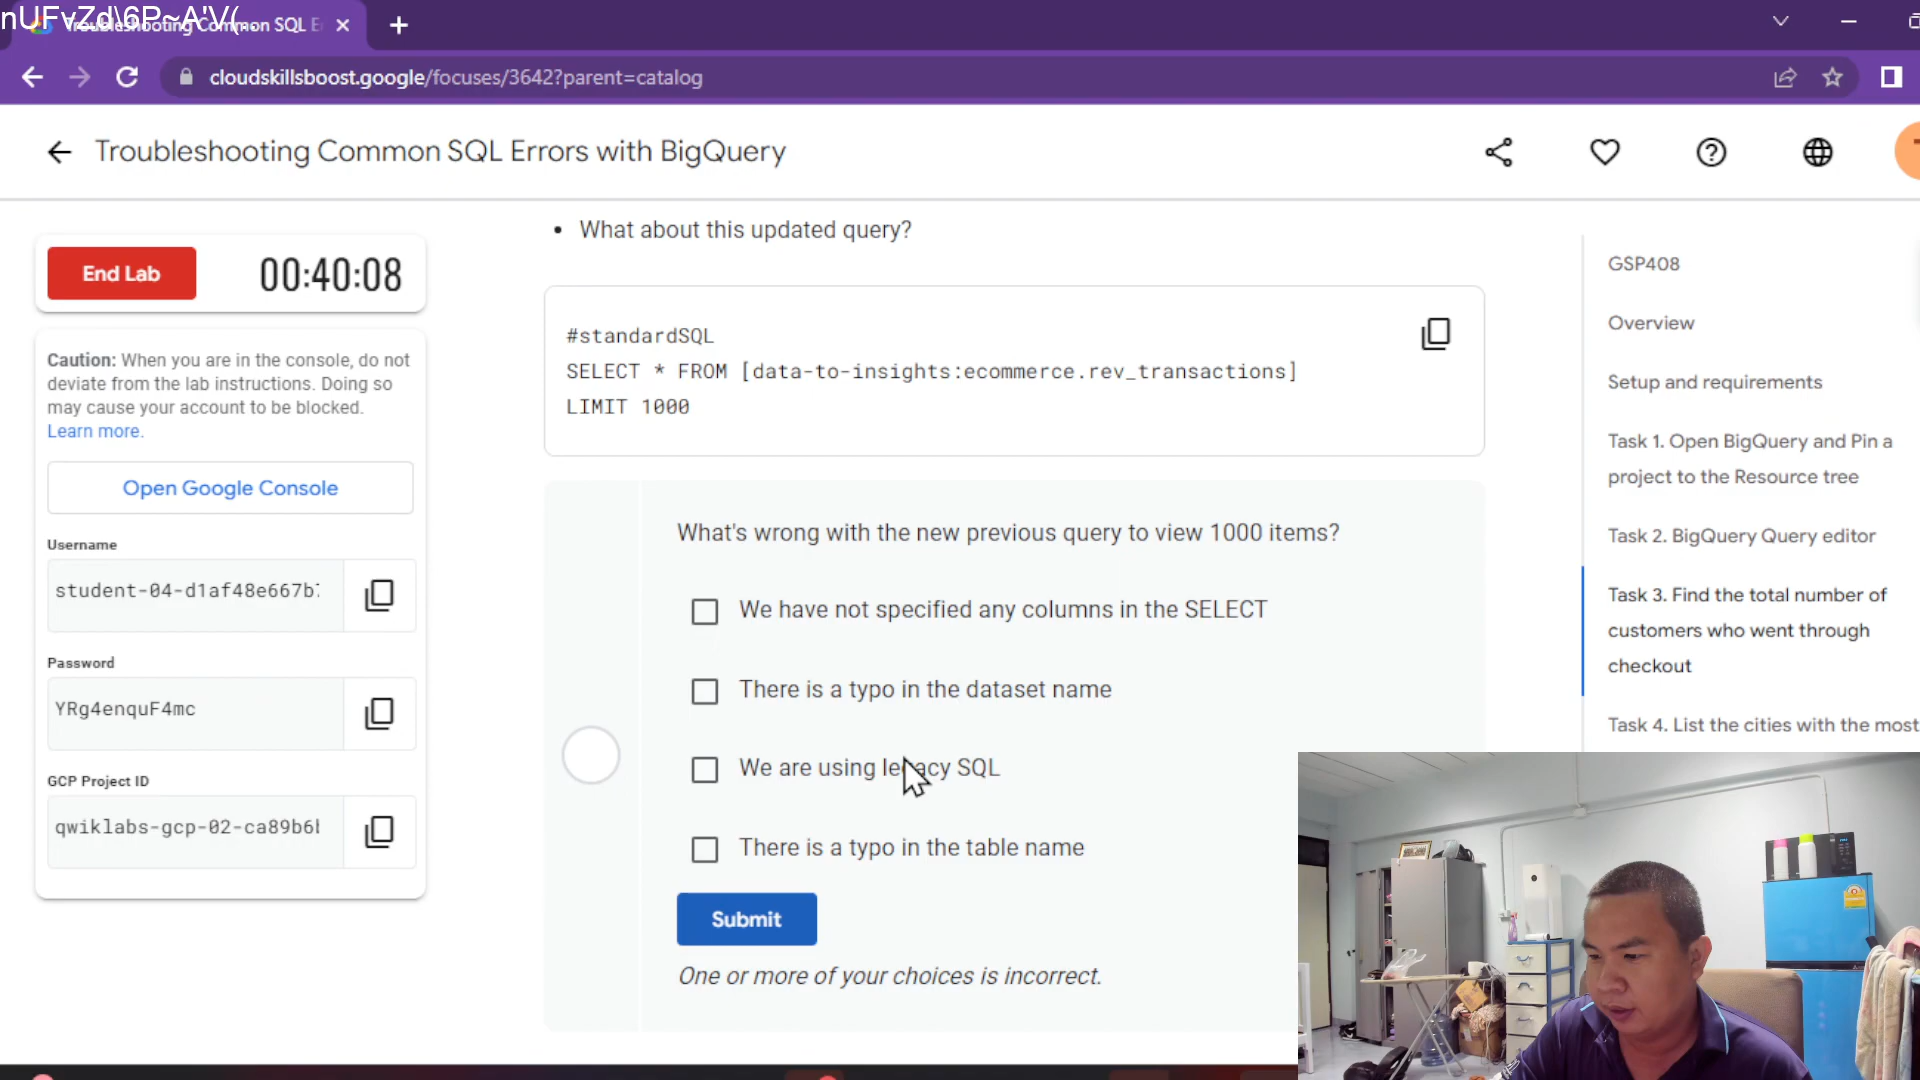 nUFvZd\6P~A'V(..
Troubleshooting Common SQL E
cloudskillsboost.google/focuses/3642?parent=catalog
Troubleshooting Common SQL Errors with BigQuery
End Lab
00:40:08
Caution: When you are in the console, do not
deviate from the lab instructions. Doing so
may cause your account to be blocked.
Learn more.
Open Google Console
Username
student-04-d1af48e667b
Password
YRg4enquF4mc
GCP Project ID
qwiklabs-gcp-02-ca89b6
• What about this updated query?
#standardSQL
SELECT * FROM [data-to-insights:ecommerce.rev_transactions]
LIMIT 1000
What's wrong with the new previous query to view 1000 items?
We have not specified any columns in the SELECT
There is a typo in the dataset name
We are using legacy SQL
There is a typo in the table name
Submit
One or more of your choices is incorrect.
GSP408
Overview
Setup and requirements
Task 1. Open BigQuery and Pin a
project to the Resource tree
Task 2. BigQuery Query editor
Task 3. Find the total number of
customers who went through
checkout
Task 4. List the cities with the most